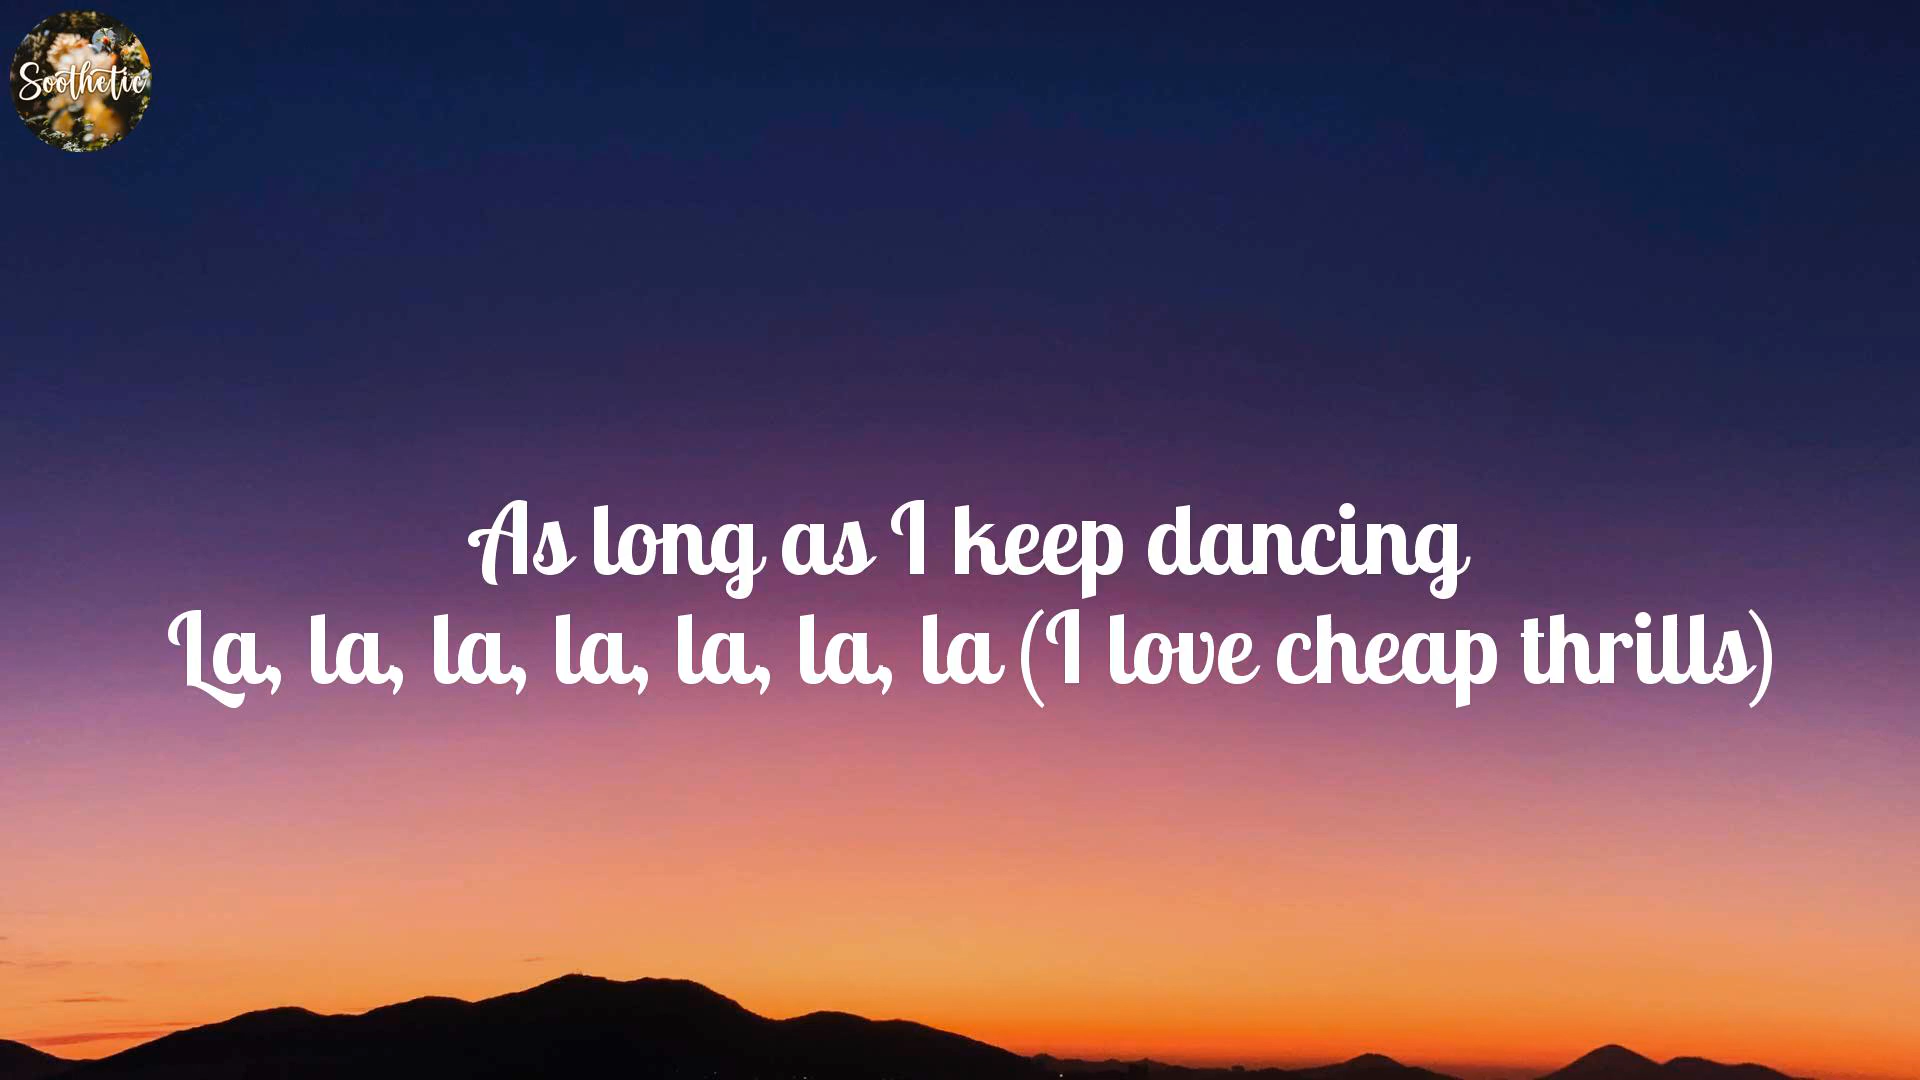 Soothetic
As long as I keep dancing
La, la, la, la, la, la, la (I love cheap thrills)